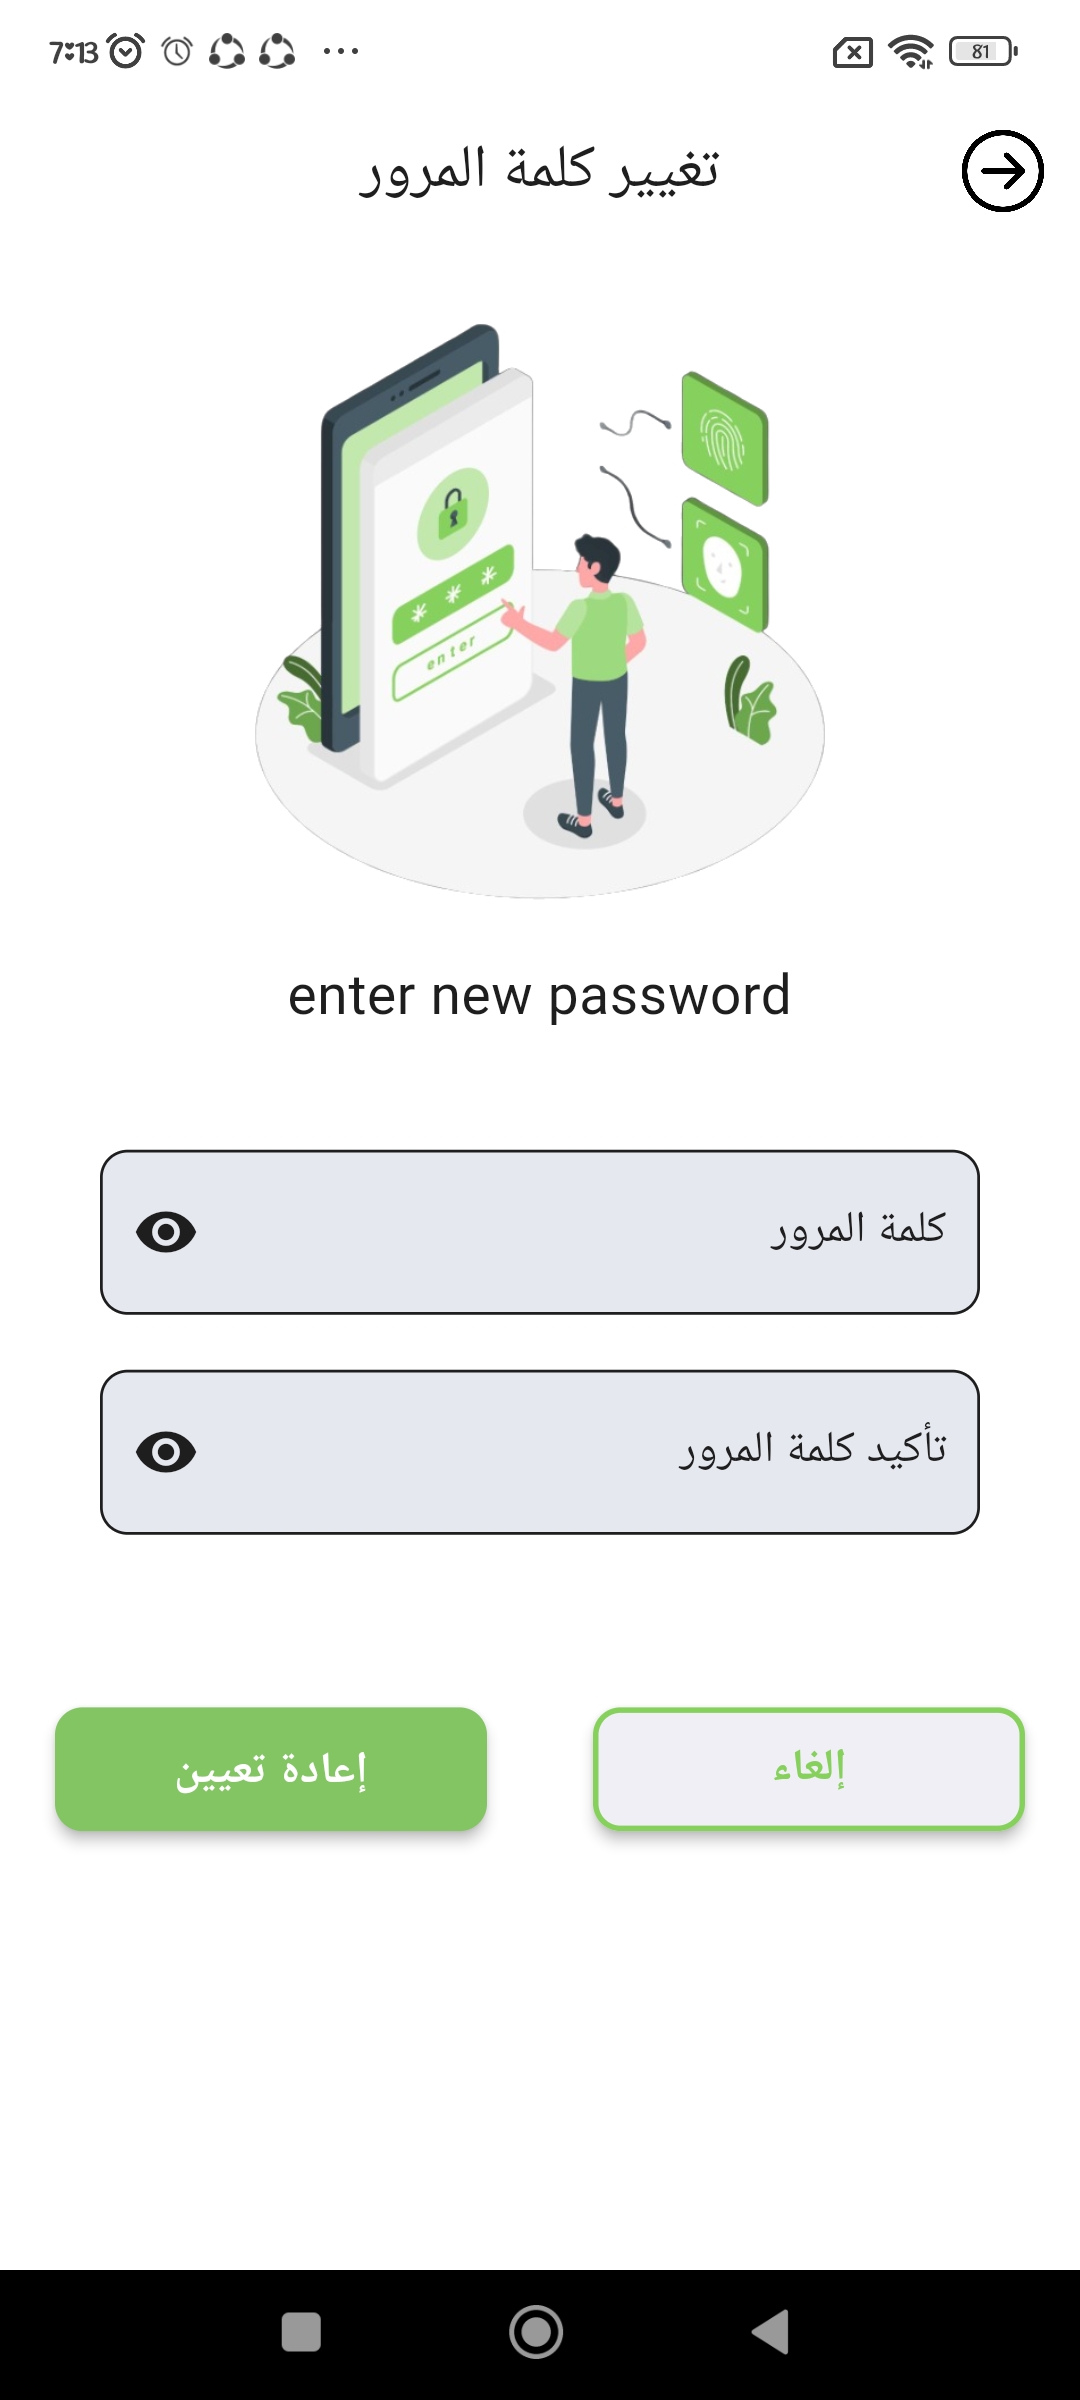 7:13
81
تغيير كلمة المرور
* * *
enter
enter new password
كلمة المرور
تأكيد كلمة المرور
إلغاء
إعادة تعيين